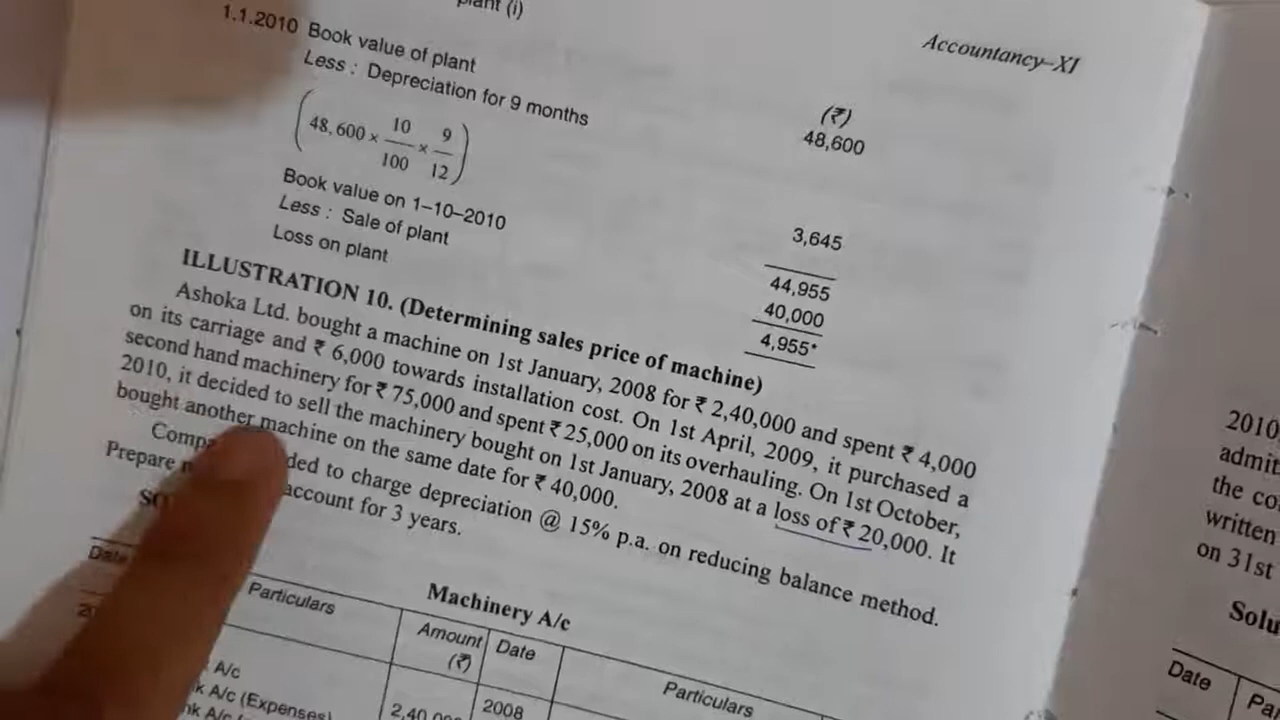 plant (i)
Accountancy–XI
1.1.2010 Book value of plant
(₹)
48,600
Less : Depreciation for 9 months
(48,600 × 10/100 × 9/12)
3,645
Book value on 1–10–2010
44,955
Less : Sale of plant
40,000
Loss on plant
4,955*
ILLUSTRATION 10. (Determining sales price of machine)
Ashoka Ltd. bought a machine on 1st January, 2008 for ₹ 2,40,000 and spent ₹ 4,000
on its carriage and ₹ 6,000 towards installation cost. On 1st April, 2009, it purchased a
second hand machinery for ₹ 75,000 and spent ₹ 25,000 on its overhauling. On 1st October,
2010, it decided to sell the machinery bought on 1st January, 2008 at a loss of ₹ 20,000. It
bought another machine on the same date for ₹ 40,000.
ded to charge depreciation @ 15% p.a. on reducing balance method.
Prepare account for 3 years.
Machinery A/c
Date Particulars Amount (₹) Date Particulars
2008
A/c
k A/c (Expenses)
2010
admit
the co
written
on 31st
Solu
Date